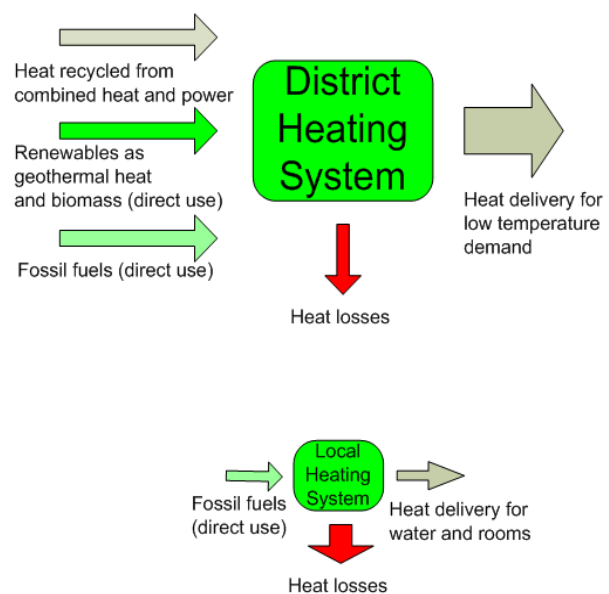 Heat recycled from
combined heat and power
Renewables as
geothermal heat
and biomass (direct use)
Fossil fuels (direct use)
District
Heating
System
Heat delivery for
low temperature
demand
Heat losses
Fossil fuels
(direct use)
Local
Heating
System
Heat delivery for
water and rooms
Heat losses